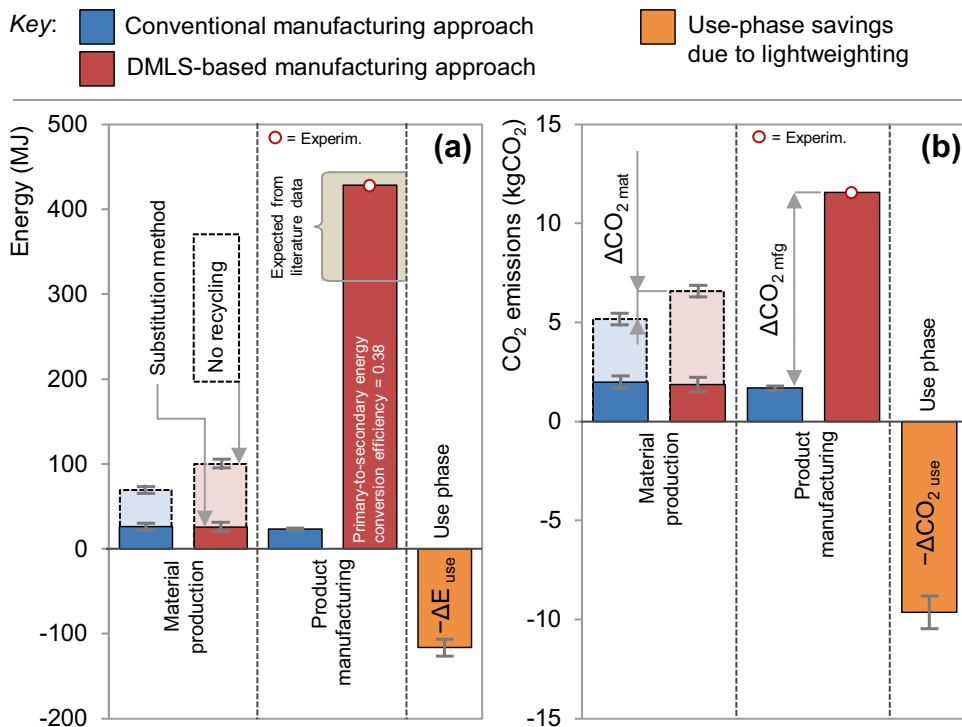 Key:
Conventional manufacturing approach
DMLS-based manufacturing approach
Use-phase savings
due to lightweighting
Energy (MJ)
500
400
300
200
100
0
-100
-200
(a)
= Experim.
Substitution method
No recycling
Expected from
literature data
Primary-to-secondary energy
conversion efficiency = 0.38
Use phase
Material
production
Product
manufacturing
−ΔE use
CO2 emissions (kgCO2)
15
10
5
0
-5
-10
-15
(b)
= Experim.
ΔCO2 mat
ΔCO2 mfg
Use phase
Material
production
Product
manufacturing
−ΔCO2 use